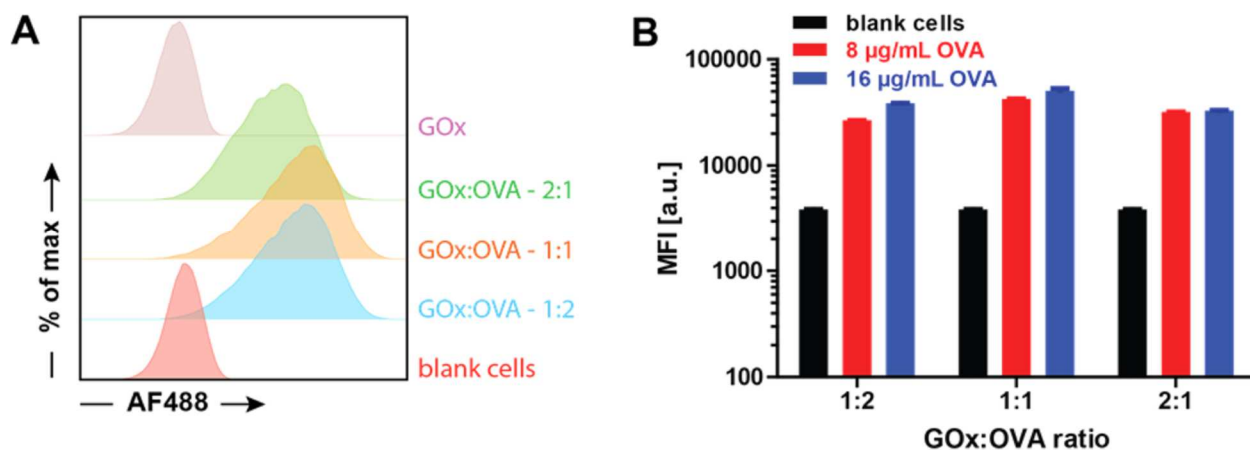 A
% of max
AF488
GOx
GOx:OVA - 2:1
GOx:OVA - 1:1
GOx:OVA - 1:2
blank cells
B
blank cells
8 µg/mL OVA
16 µg/mL OVA
MFI [a.u.]
100000
10000
1000
100
1:2
1:1
2:1
GOx:OVA ratio